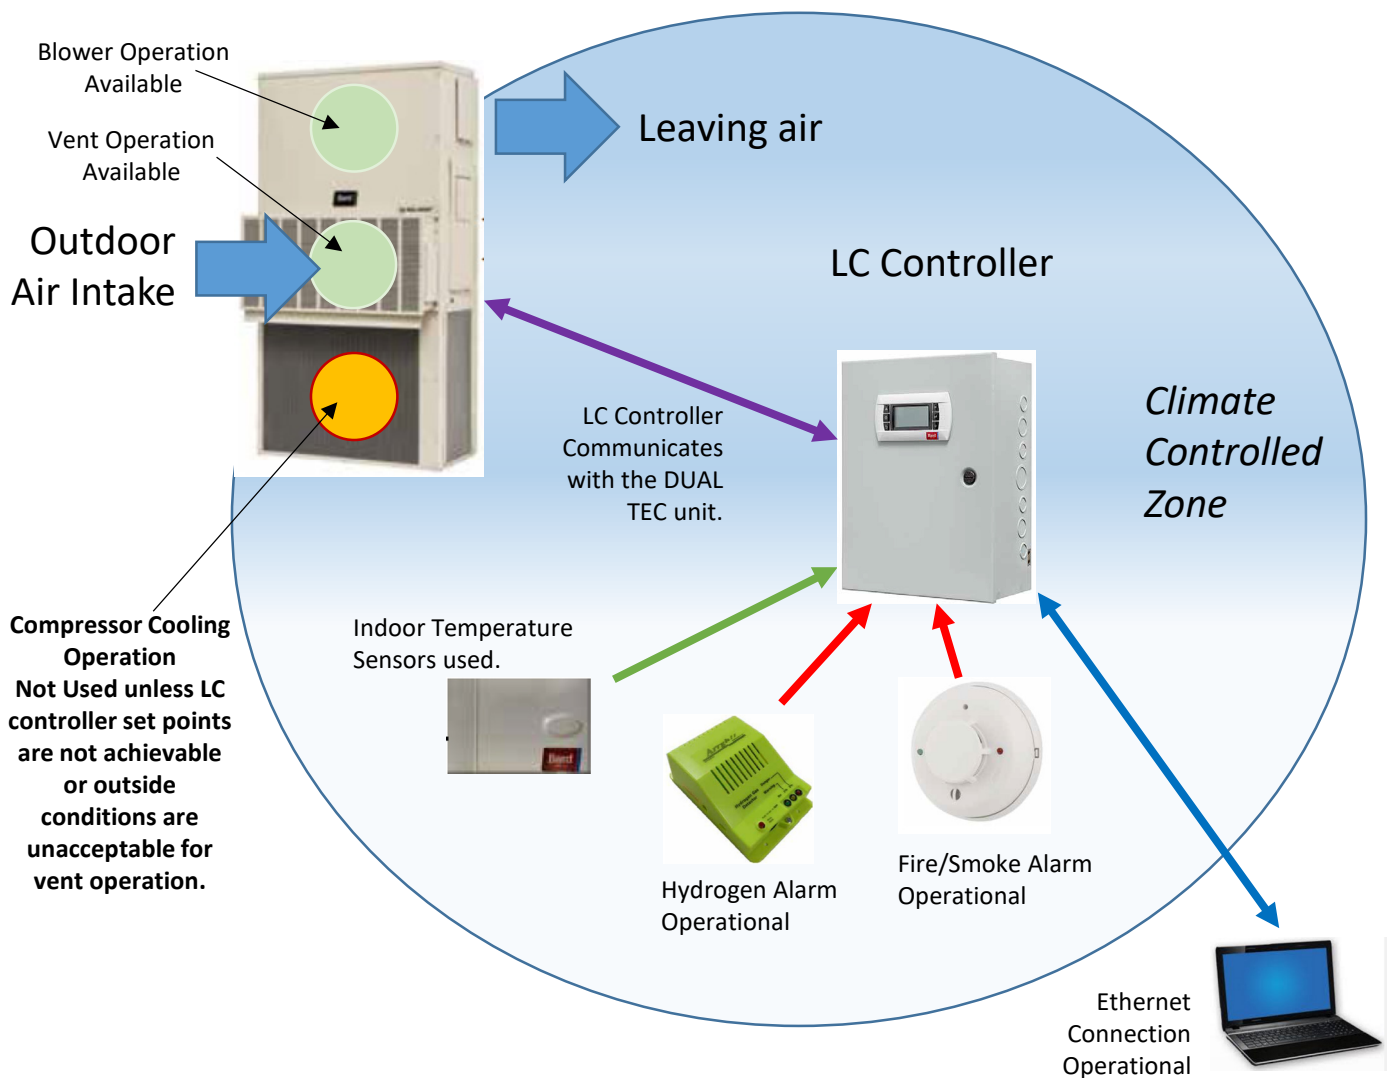 Blower Operation
Available
Vent Operation
Available
Outdoor
Air Intake
Leaving air
LC Controller
Climate
Controlled
Zone
LC Controller
Communicates
with the DUAL
TEC unit.
Compressor Cooling
Operation
Not Used unless LC
controller set points
are not achievable
or outside
conditions are
unacceptable for
vent operation.
Indoor Temperature
Sensors used.
Bard
Hydrogen Alarm
Operational
Fire/Smoke Alarm
Operational
Ethernet
Connection
Operational